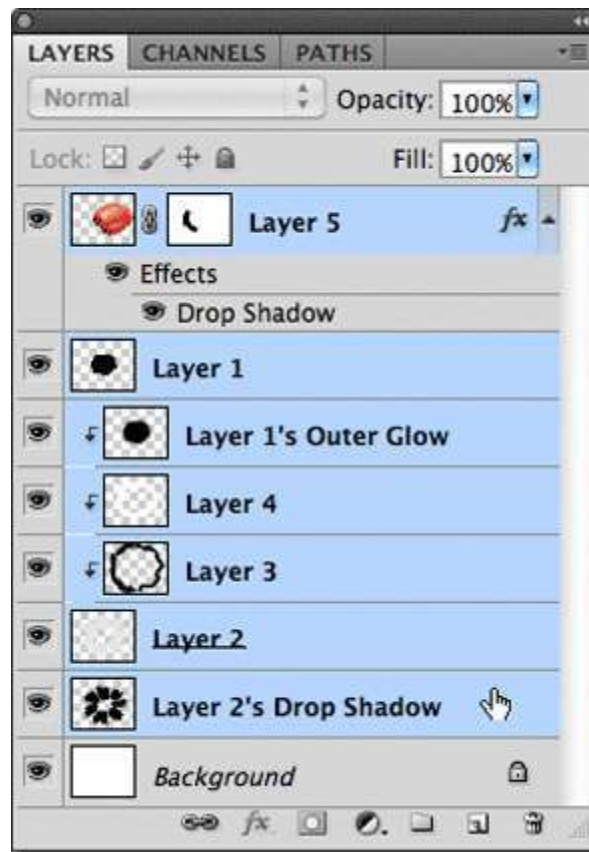 LAYERS CHANNELS PATHS
Normal Opacity: 100%
Lock: Fill: 100%
Layer 5 fx
Effects
Drop Shadow
Layer 1
Layer 1's Outer Glow
Layer 4
Layer 3
Layer 2
Layer 2's Drop Shadow
Background
fx